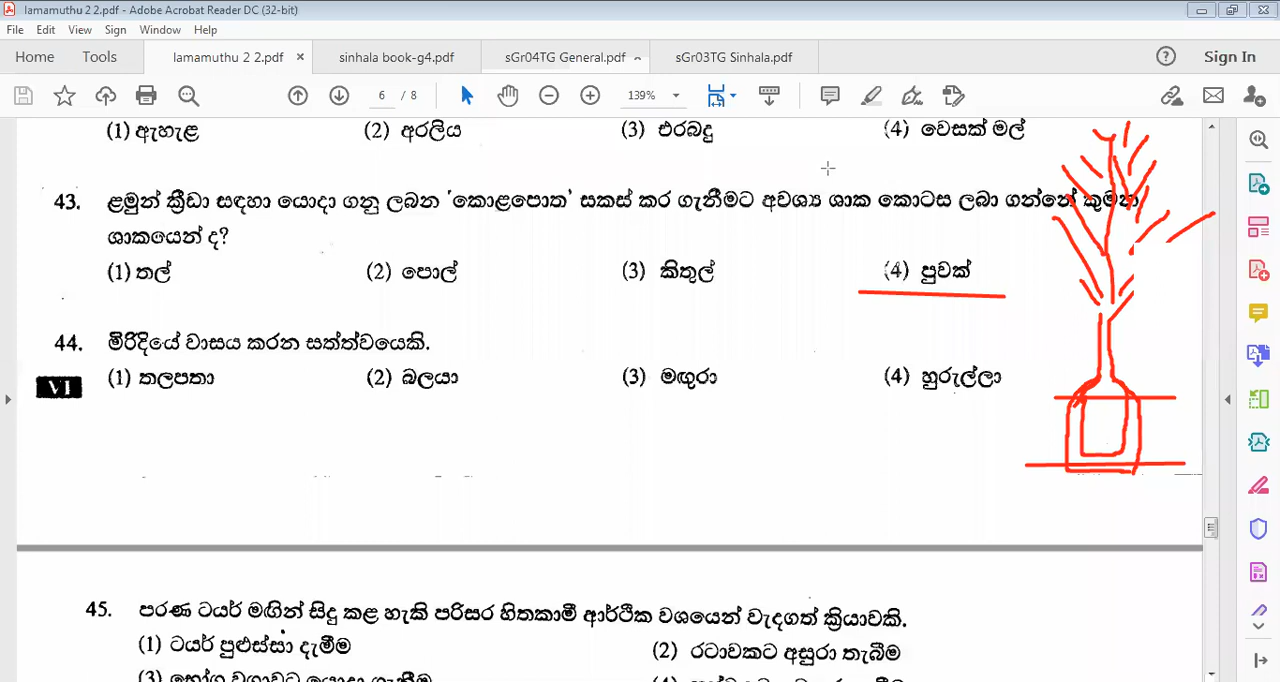 lamamuthu 2 2.pdf - Adobe Acrobat Reader DC (32-bit)
File Edit View Sign Window Help
Home Tools lamamuthu 2 2.pdf × sinhala book-g4.pdf sGr04TG General.pdf sGr03TG Sinhala.pdf Sign In
6 / 8 139%
(1) ඇහැළ (2) අරලිය (3) එරබදු (4) වෙසක් මල්
43. ළමුන් ක්‍රීඩා සඳහා යොදා ගනු ලබන 'කොළපොත' සකස් කර ගැනීමට අවශ්‍ය ශාක කොටස ලබා ගන්නේ කුමන
ශාකයෙන් ද?
(1) තල් (2) පොල් (3) කිතුල් (4) පුවක්
44. මිරිදියේ වාසය කරන සත්ත්වයෙකි.
VI (1) තලපතා (2) බලයා (3) මඟුරා (4) හුරුල්ලා
45. පරණ ටයර් මඟින් සිදු කළ හැකි පරිසර හිතකාමී ආර්ථික වශයෙන් වැදගත් ක්‍රියාවකි.
(1) ටයර් පුළුස්සා දැමීම (2) රටාවකට අසුරා තැබීම
(3) භෝග වගාවට යොදා ගැනීම